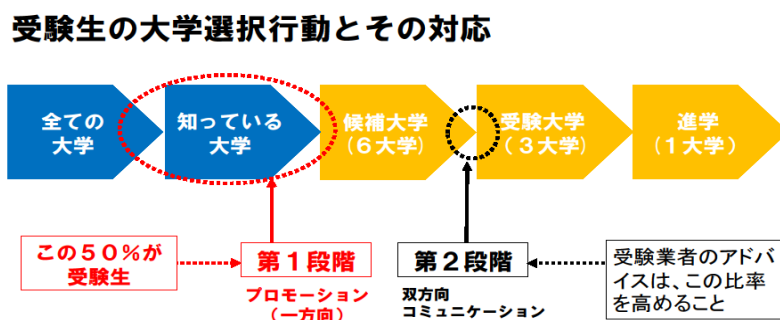 受験生の大学選択行動とその対応
全ての
大学
知っている
大学
候補大学
(6大学)
受験大学
(3大学)
進学
(1大学)
この50%が
受験生
第1段階
プロモーション
(一方向)
第2段階
双方向
コミュニケーション
受験業者のアドバ
イスは、この比率
を高めること